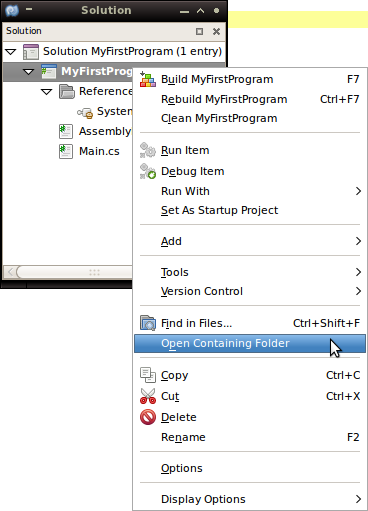 Solution
Solution
Solution MyFirstProgram (1 entry)
MyFirstProg
Reference
System
Assembly
Main.cs
Build MyFirstProgram F7
Rebuild MyFirstProgram Ctrl+F7
Clean MyFirstProgram
Run Item
Debug Item
Run With
Set As Startup Project
Add
Tools
Version Control
Find in Files... Ctrl+Shift+F
Open Containing Folder
Copy Ctrl+C
Cut Ctrl+X
Delete
Rename F2
Options
Display Options